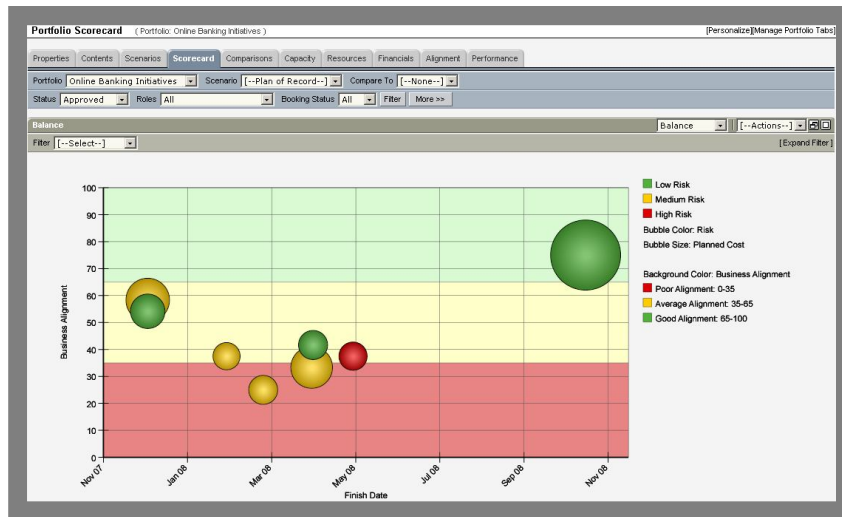 Portfolio Scorecard ( Portfolio: Online Banking Initiatives ) [Personalize][Manage Portfolio Tabs]
Properties Contents Scenarios Scorecard Comparisons Capacity Resources Financials Alignment Performance
Portfolio Online Banking Initiatives Scenario [--Plan of Record--] Compare To [--None--]
Status Approved Roles All Booking Status All Filter More >>
Balance Balance [--Actions--]
Filter [--Select--] [Expand Filter]
Low Risk
Medium Risk
High Risk
Bubble Color: Risk
Bubble Size: Planned Cost
Background Color: Business Alignment
Poor Alignment: 0-35
Average Alignment: 35-65
Good Alignment: 65-100
Business Alignment
100
90
80
70
60
50
40
30
20
10
0
Nov 07 Jan 08 Mar 08 May 08 Jul 08 Sep 08 Nov 08
Finish Date